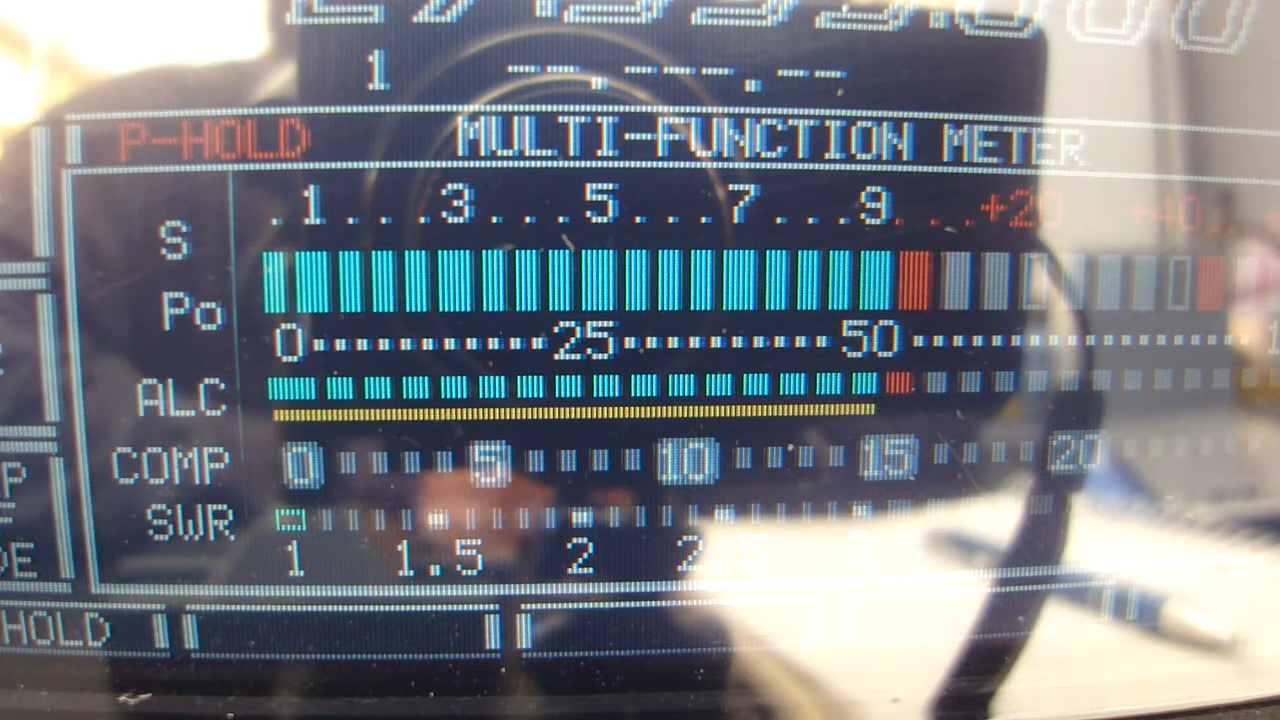 1 --.---.--
P-HOLD MULTI-FUNCTION METER
S .1...3...5...7...9...+20 +40
Po
0 25 50
ALC
COMP 0 5 10 15 20
SWR
1 1.5 2 2.5 3
HOLD